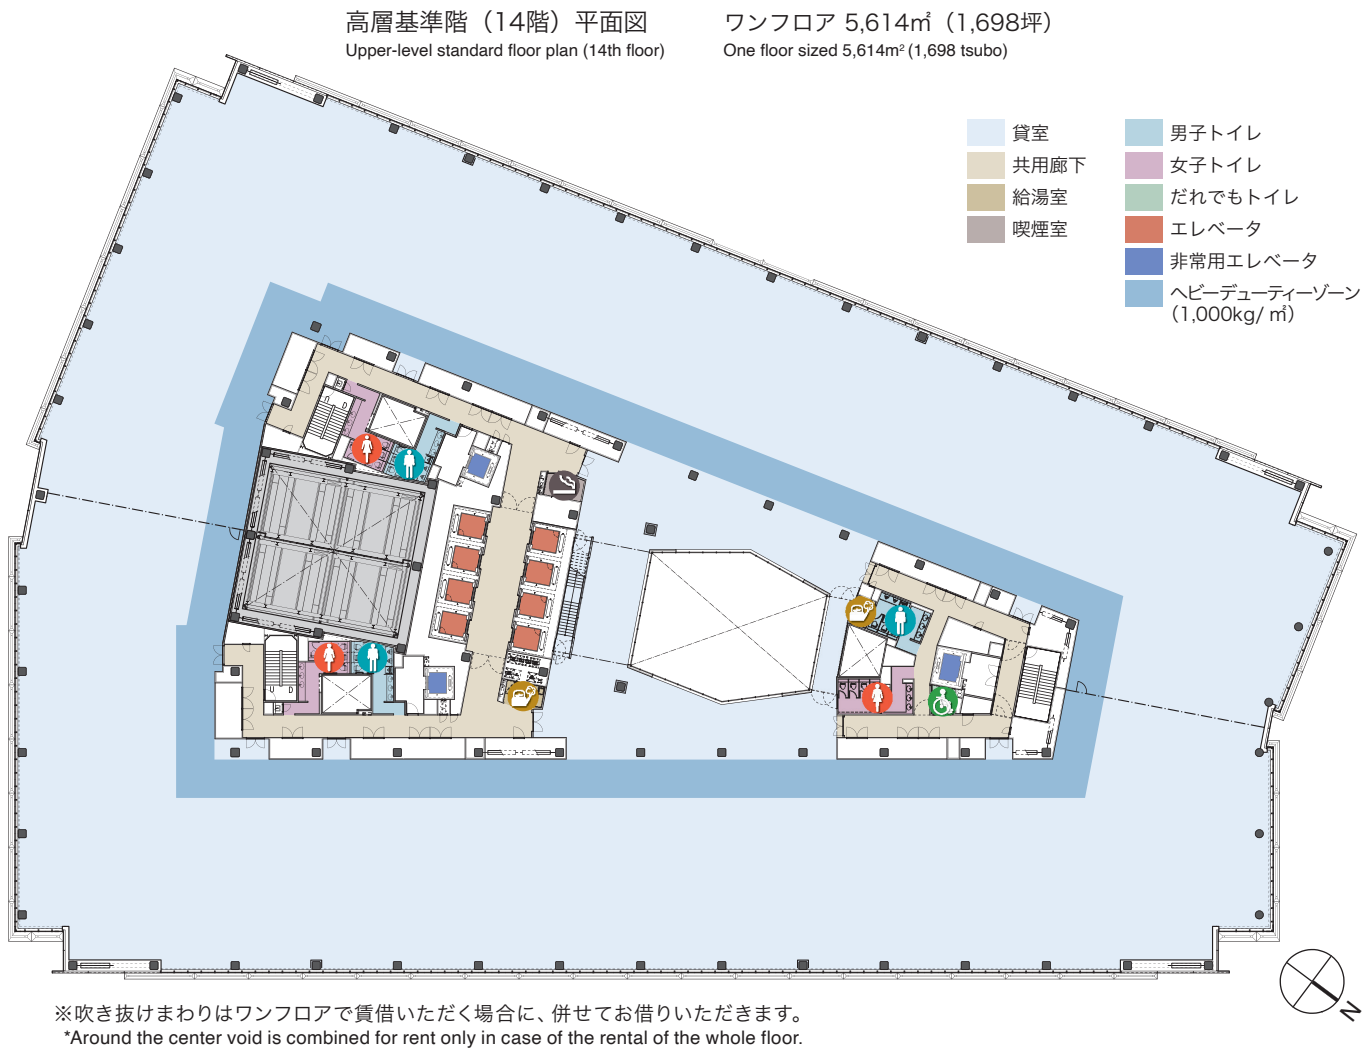 高層基準階（14階）平面図
Upper-level standard floor plan (14th floor)
ワンフロア 5,614㎡（1,698坪）
One floor sized 5,614m² (1,698 tsubo)
貸室
共用廊下
給湯室
喫煙室
男子トイレ
女子トイレ
だれでもトイレ
エレベータ
非常用エレベータ
ヘビーデューティーゾーン
（1,000kg/ ㎡）
N
※吹き抜けまわりはワンフロアで賃借いただく場合に、併せてお借りいただきます。
*Around the center void is combined for rent only in case of the rental of the whole floor.